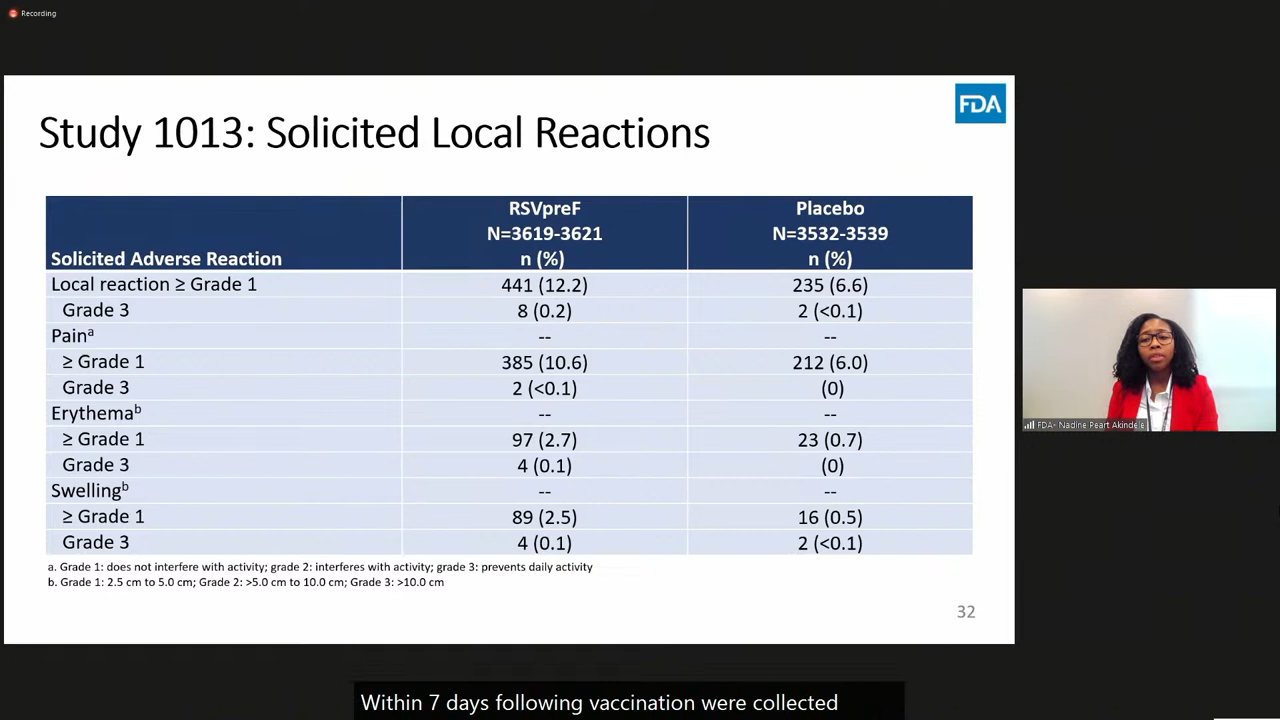 Recording
FDA
Study 1013: Solicited Local Reactions
Solicited Adverse Reaction
RSVpreF
N=3619-3621
n (%)
Placebo
N=3532-3539
n (%)
Local reaction ≥ Grade 1 441 (12.2) 235 (6.6)
Grade 3 8 (0.2) 2 (<0.1)
Painᵃ -- --
≥ Grade 1 385 (10.6) 212 (6.0)
Grade 3 2 (<0.1) (0)
Erythemaᵇ -- --
≥ Grade 1 97 (2.7) 23 (0.7)
Grade 3 4 (0.1) (0)
Swellingᵇ -- --
≥ Grade 1 89 (2.5) 16 (0.5)
Grade 3 4 (0.1) 2 (<0.1)
a. Grade 1: does not interfere with activity; grade 2: interferes with activity; grade 3: prevents daily activity
b. Grade 1: 2.5 cm to 5.0 cm; Grade 2: >5.0 cm to 10.0 cm; Grade 3: >10.0 cm
32
FDA- Nadine Peart Akindele
Within 7 days following vaccination were collected